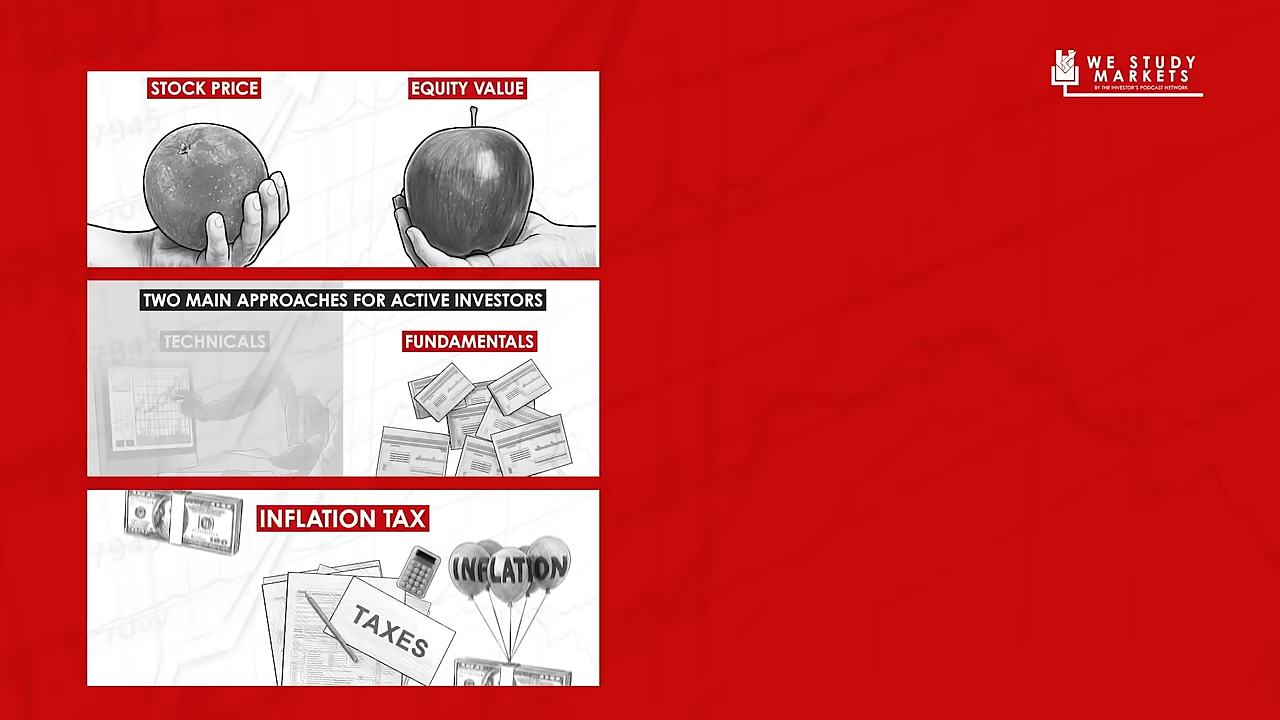 WE STUDY
MARKETS
BY THE INVESTOR'S PODCAST NETWORK
STOCK PRICE
EQUITY VALUE
TWO MAIN APPROACHES FOR ACTIVE INVESTORS
TECHNICALS
FUNDAMENTALS
INFLATION TAX
INFLATION
TAXES
100